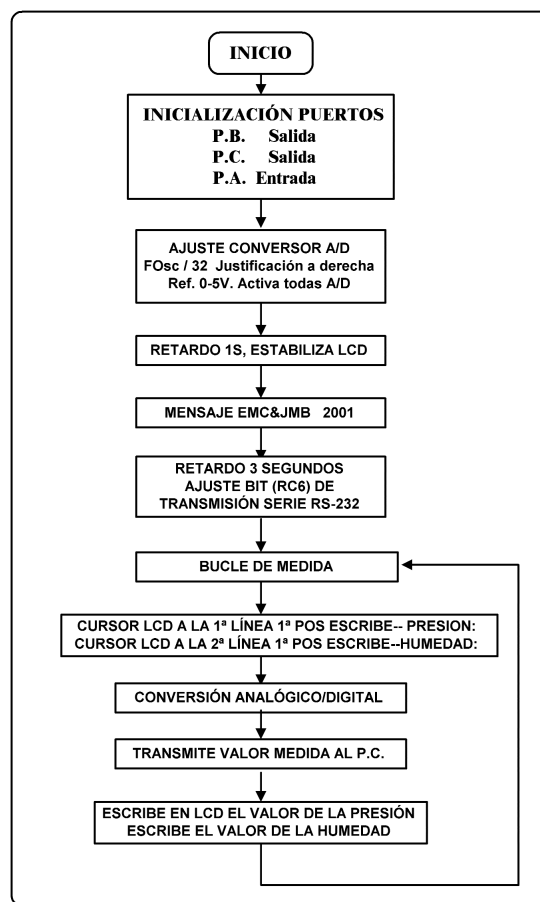 INICIO
INICIALIZACIÓN PUERTOS
P.B. Salida
P.C. Salida
P.A. Entrada
AJUSTE CONVERSOR A/D
FOsc / 32 Justificación a derecha
Ref. 0-5V. Activa todas A/D
RETARDO 1S, ESTABILIZA LCD
MENSAJE EMC&JMB 2001
RETARDO 3 SEGUNDOS
AJUSTE BIT (RC6) DE
TRANSMISIÓN SERIE RS-232
BUCLE DE MEDIDA
CURSOR LCD A LA 1ª LÍNEA 1ª POS ESCRIBE-- PRESION:
CURSOR LCD A LA 2ª LÍNEA 1ª POS ESCRIBE--HUMEDAD:
CONVERSIÓN ANALÓGICO/DIGITAL
TRANSMITE VALOR MEDIDA AL P.C.
ESCRIBE EN LCD EL VALOR DE LA PRESIÓN
ESCRIBE EL VALOR DE LA HUMEDAD